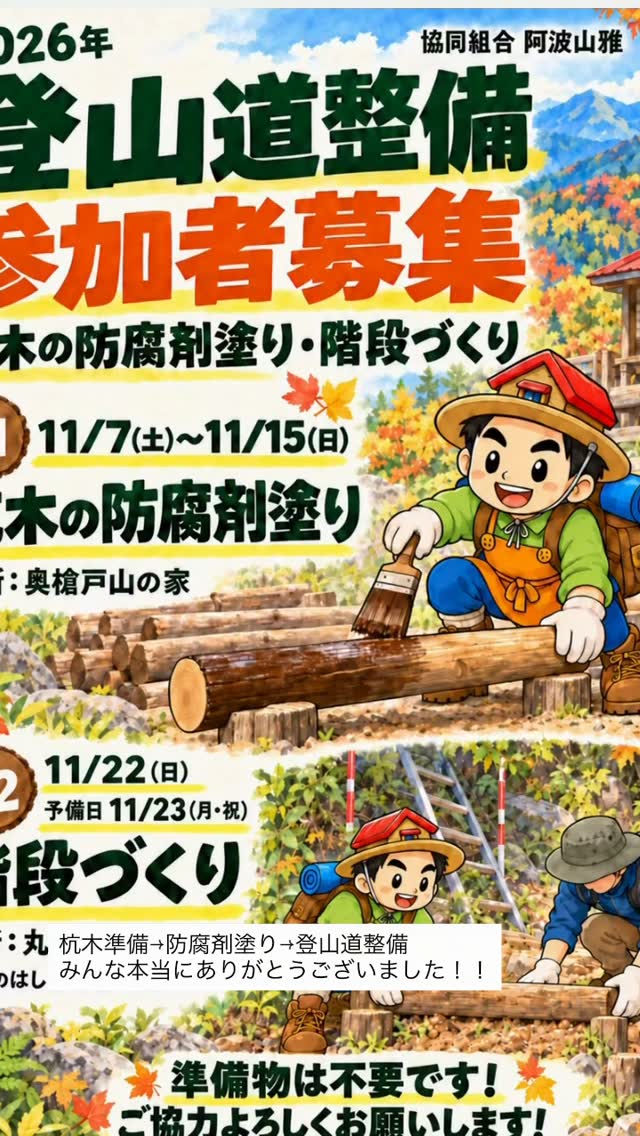 026年
協同組合 阿波山雅
登山道整備
参加者募集
木の防腐剤塗り・階段づくり
1
11/7(土)～11/15(日)
杭木の防腐剤塗り
所：奥槍戸山の家
2
11/22(日)
予備日 11/23(月・祝)
階段づくり
：丸
のはし
杭木準備→防腐剤塗り→登山道整備
みんな本当にありがとうございました！！
準備物は不要です！
ご協力よろしくお願いします！